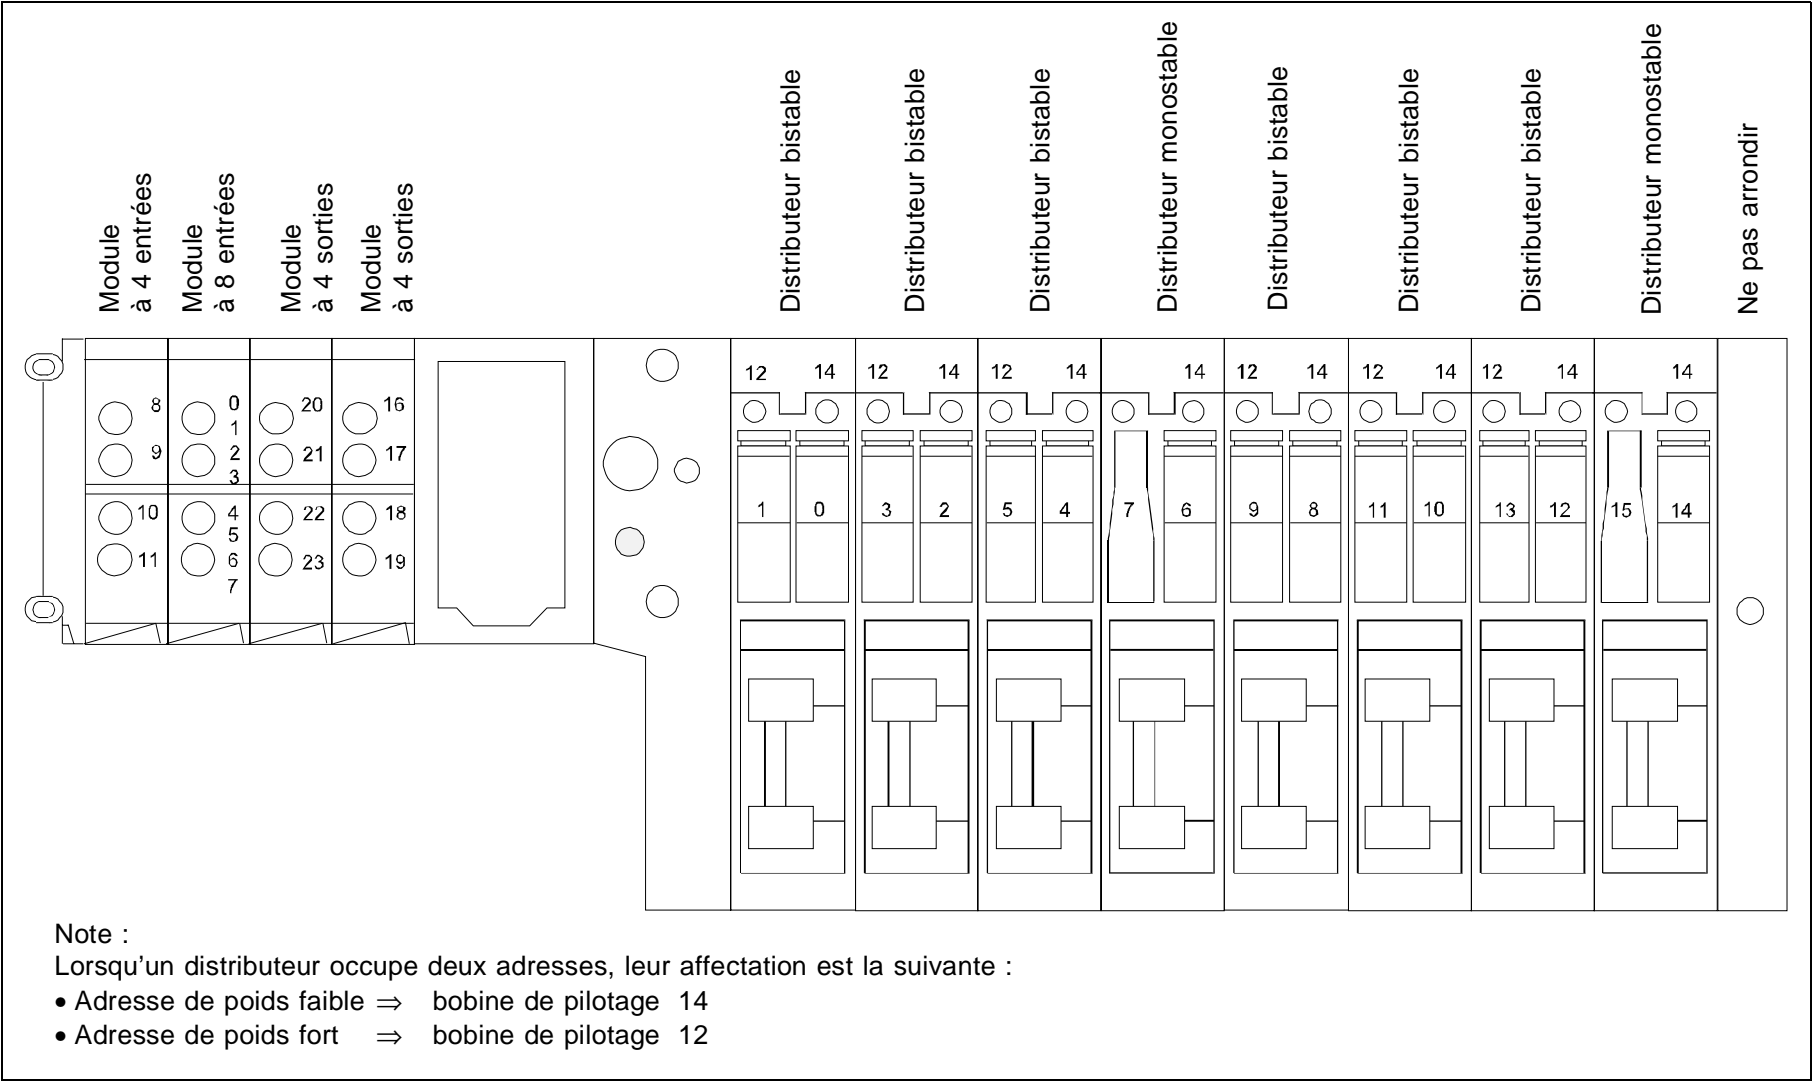 Module
à 4 entrées
Module
à 8 entrées
Module
à 4 sorties
Module
à 4 sorties
Distributeur bistable
Distributeur bistable
Distributeur bistable
Distributeur monostable
Distributeur bistable
Distributeur bistable
Distributeur bistable
Distributeur monostable
Ne pas arrondir
12 14 12 14 12 14 14 12 14 12 14 12 14 14
8 0 20 16
1
9 2 21 17
3
10 4 22 18
5
11 6 23 19
7
1 0 3 2 5 4 7 6 9 8 11 10 13 12 15 14
Note :
Lorsqu'un distributeur occupe deux adresses, leur affectation est la suivante :
• Adresse de poids faible ⇒ bobine de pilotage 14
• Adresse de poids fort ⇒ bobine de pilotage 12